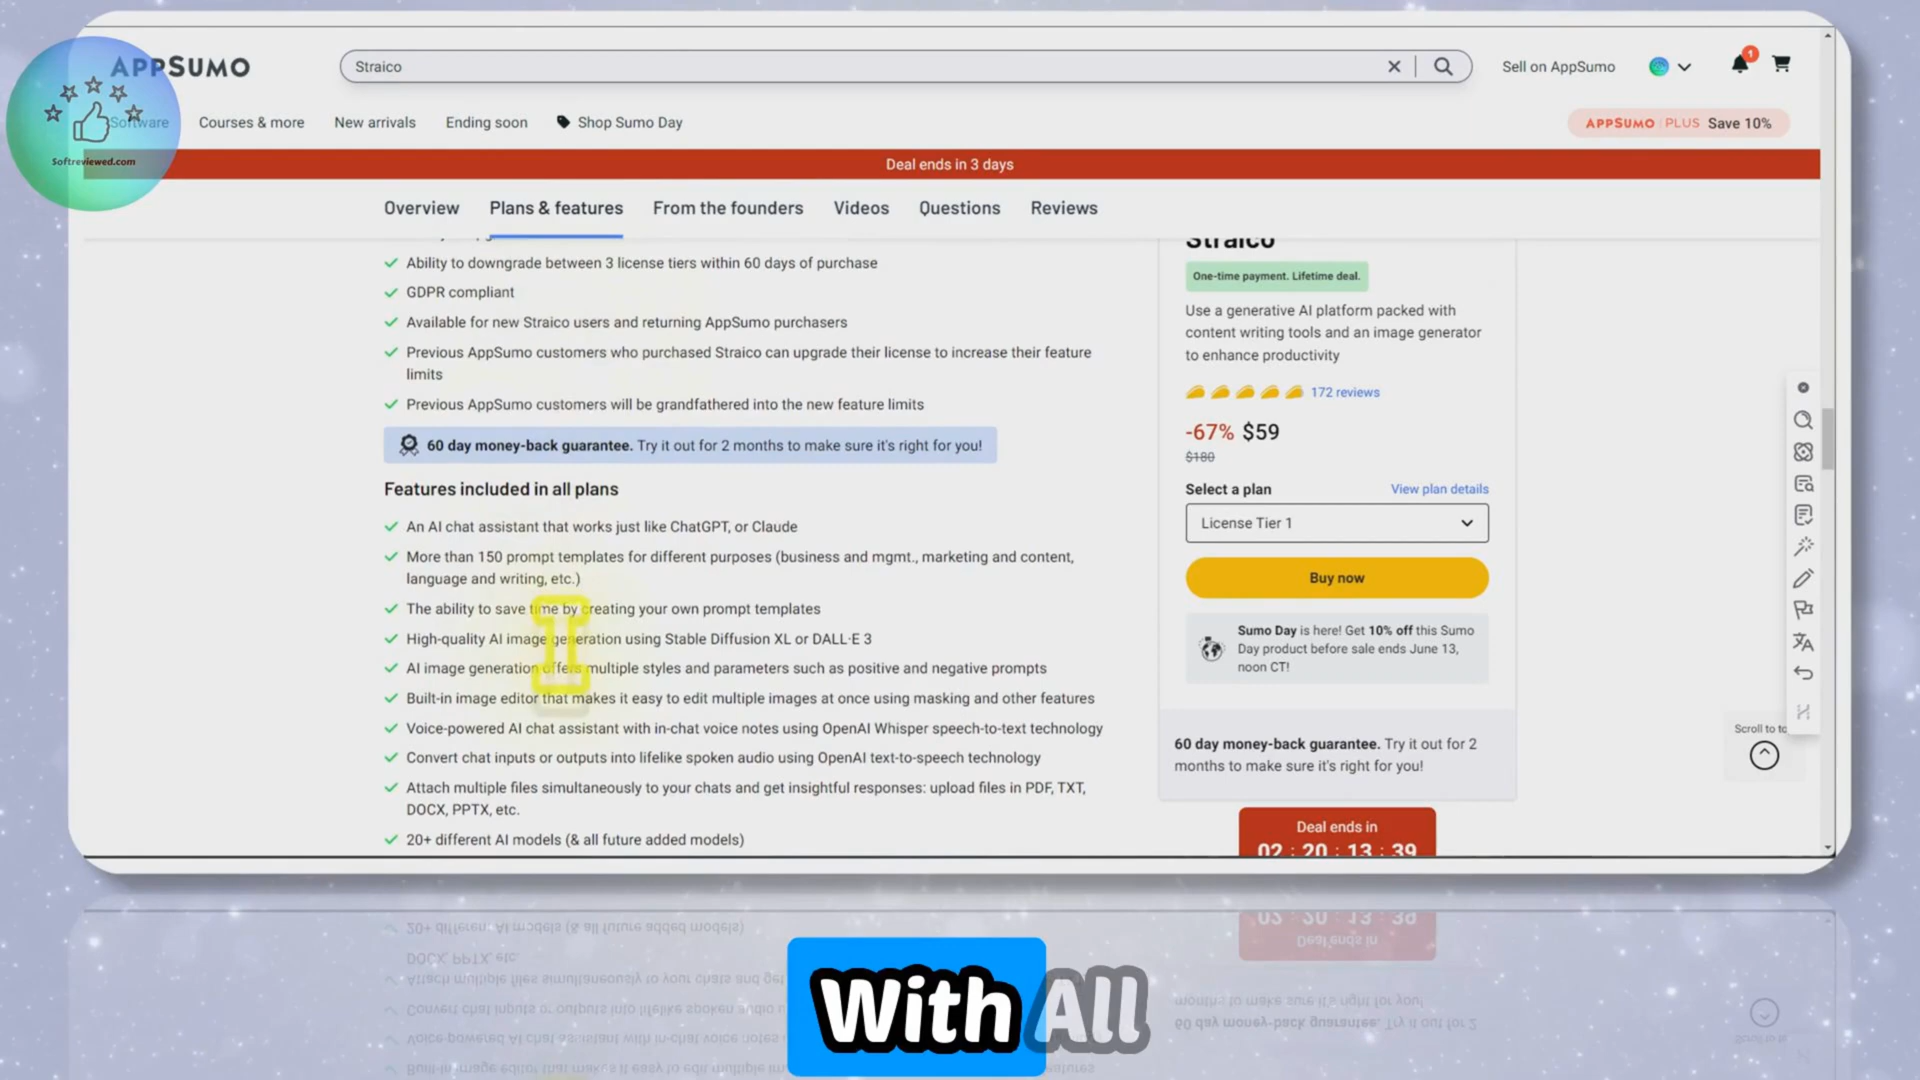 APPSUMO
Straico
Sell on AppSumo
1
Software
Courses & more
New arrivals
Ending soon
Shop Sumo Day
APPSUMO PLUS Save 10%
Softreviewed.com
Deal ends in 3 days
Overview
Plans & features
From the founders
Videos
Questions
Reviews
Ability to downgrade between 3 license tiers within 60 days of purchase
GDPR compliant
Available for new Straico users and returning AppSumo purchasers
Previous AppSumo customers who purchased Straico can upgrade their license to increase their feature
limits
Previous AppSumo customers will be grandfathered into the new feature limits
60 day money-back guarantee. Try it out for 2 months to make sure it's right for you!
Features included in all plans
An AI chat assistant that works just like ChatGPT, or Claude
More than 150 prompt templates for different purposes (business and mgmt., marketing and content,
language and writing, etc.)
The ability to save time by creating your own prompt templates
High-quality AI image generation using Stable Diffusion XL or DALL·E 3
AI image generation offers multiple styles and parameters such as positive and negative prompts
Built-in image editor that makes it easy to edit multiple images at once using masking and other features
Voice-powered AI chat assistant with in-chat voice notes using OpenAI Whisper speech-to-text technology
Convert chat inputs or outputs into lifelike spoken audio using OpenAI text-to-speech technology
Attach multiple files simultaneously to your chats and get insightful responses: upload files in PDF, TXT,
DOCX, PPTX, etc.
20+ different AI models (& all future added models)
Straico
One-time payment. Lifetime deal.
Use a generative AI platform packed with
content writing tools and an image generator
to enhance productivity
172 reviews
-67% $59
$180
Select a plan
View plan details
License Tier 1
Buy now
Sumo Day is here! Get 10% off this Sumo
Day product before sale ends June 13,
noon CT!
60 day money-back guarantee. Try it out for 2
months to make sure it's right for you!
Deal ends in
02 : 20 : 13 : 39
Scroll to to
With All